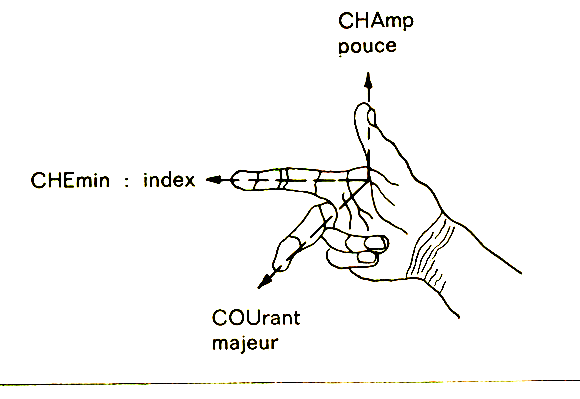 CHAmp
pouce
CHEmin : index
COUrant
majeur